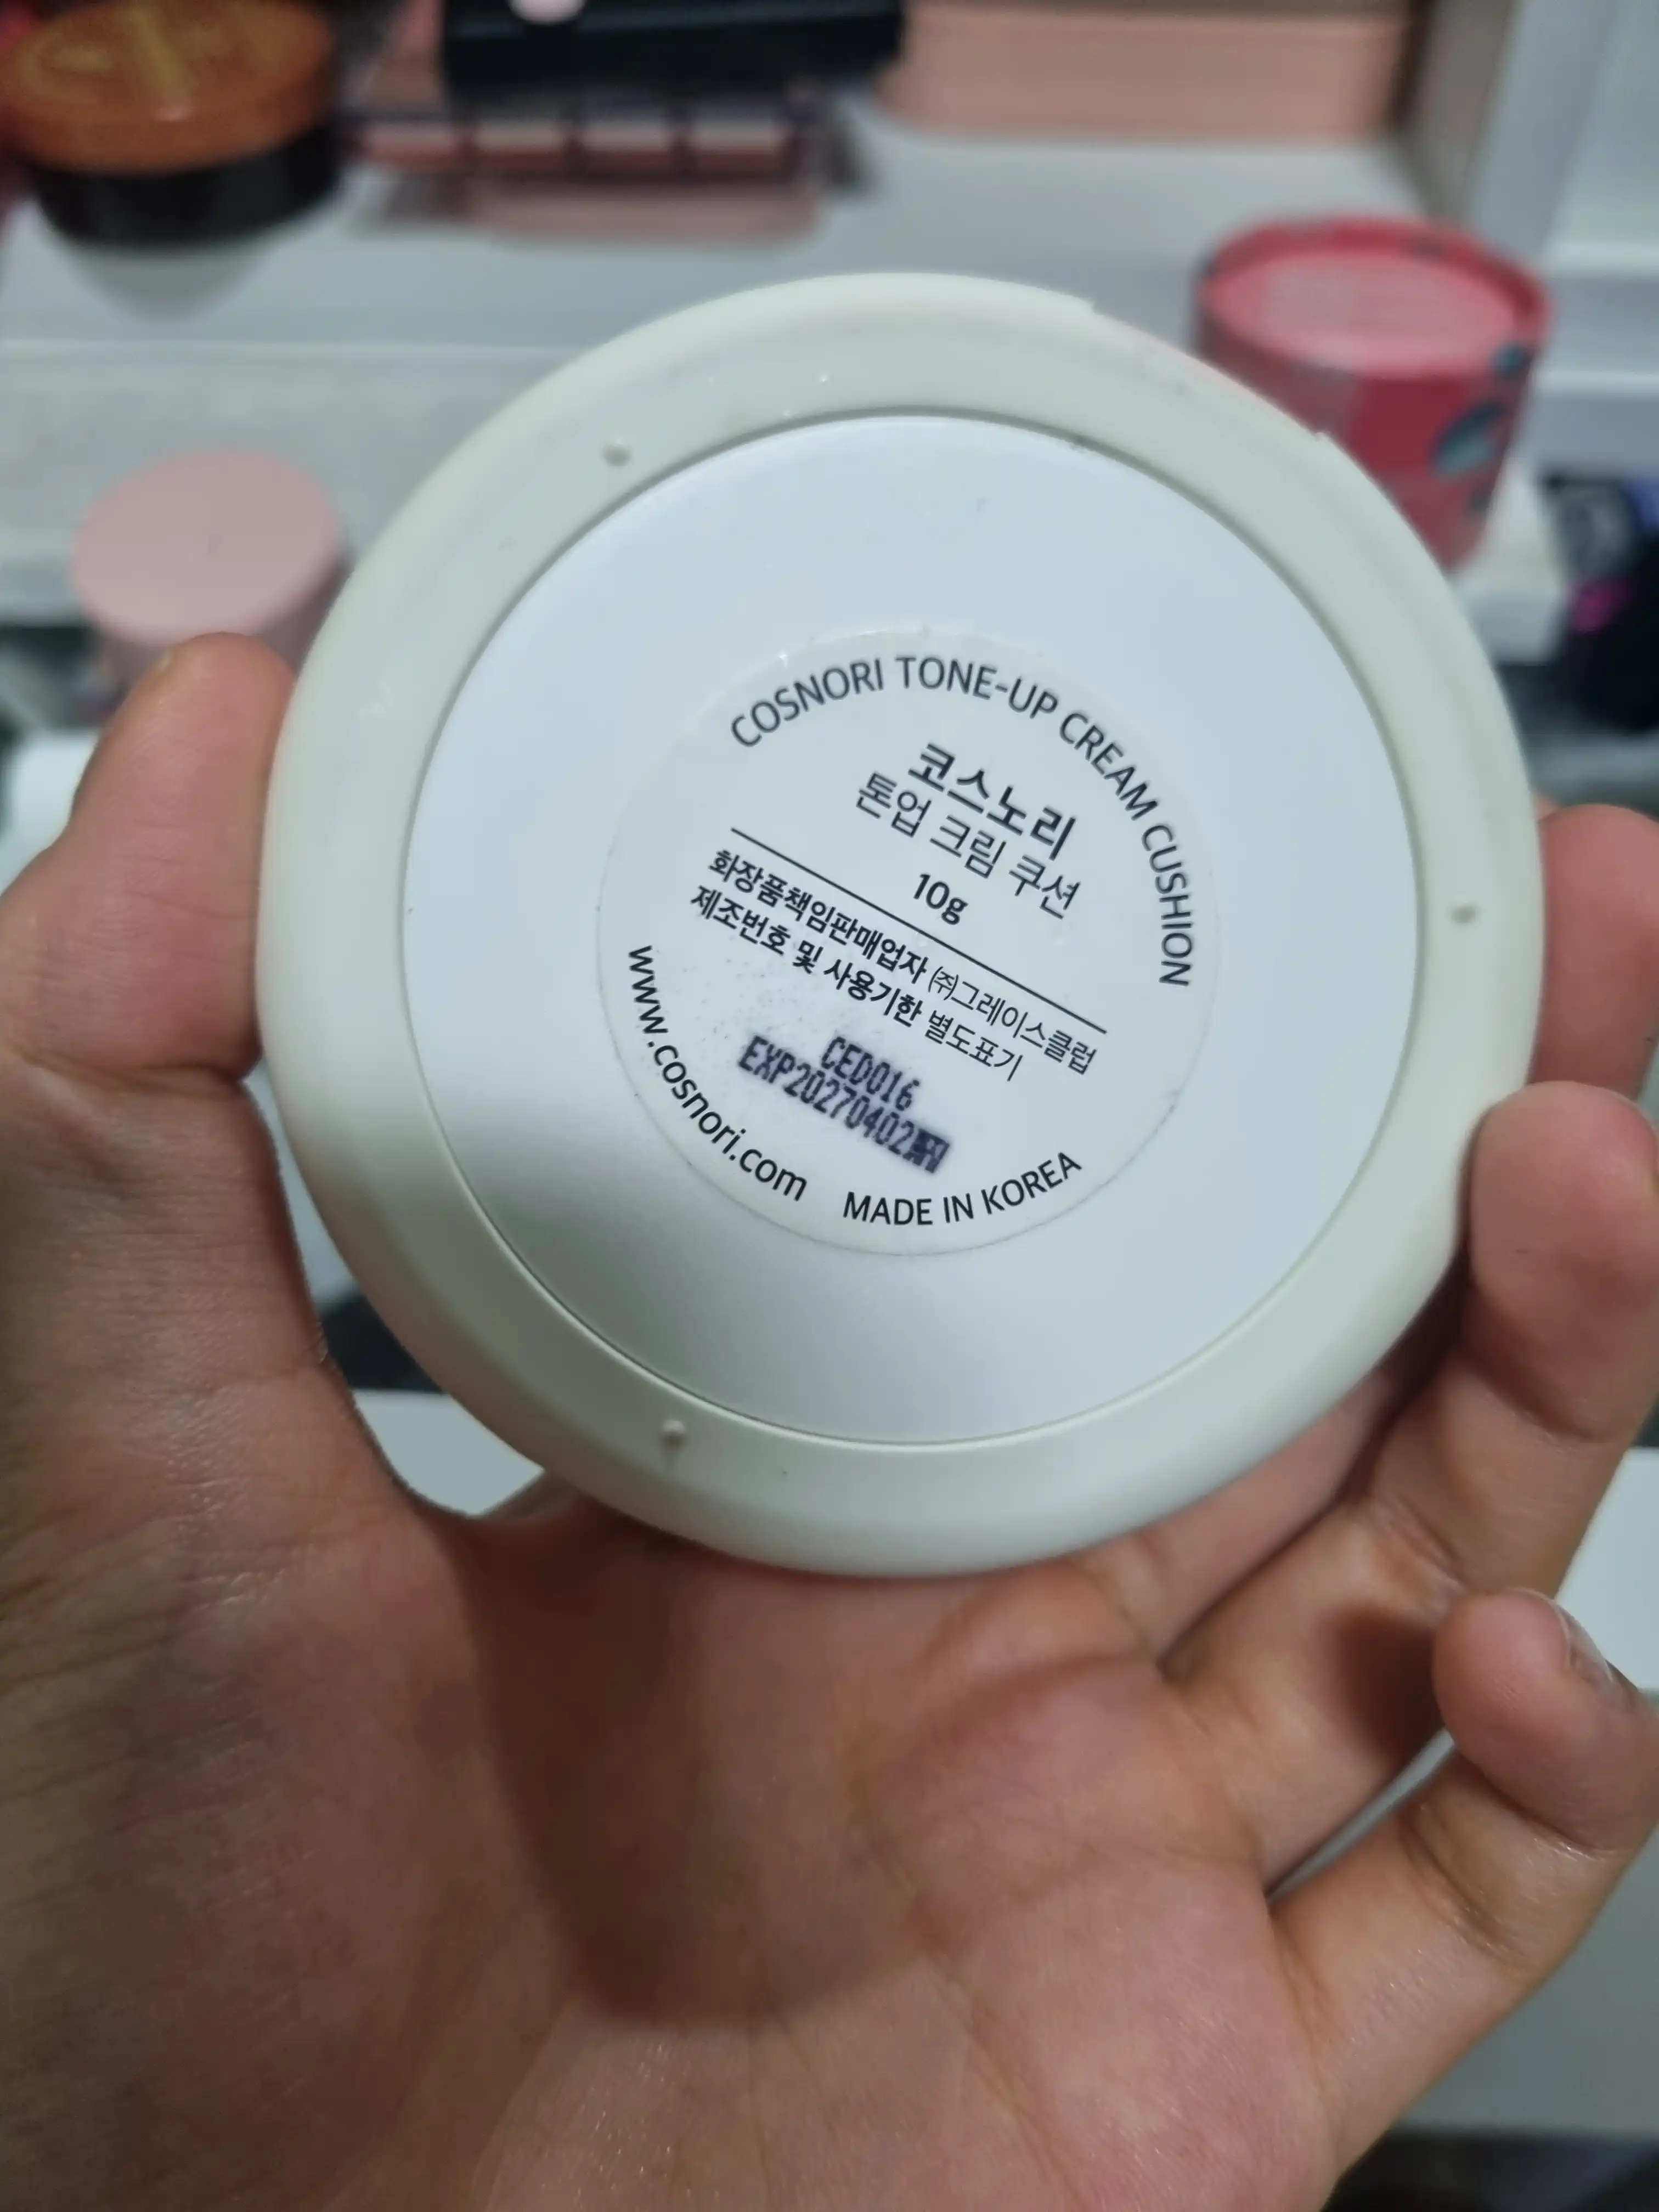 COSNORI TONE-UP CREAM CUSHION
코스노리
톤업 크림 쿠션
10g
화장품책임판매업자 ㈜그레이스클럽
제조번호 및 사용기한 별도표기
CED016
EXP20270402
www.cosnori.com
MADE IN KOREA